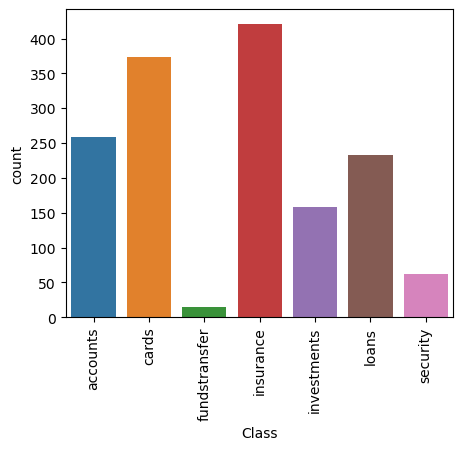 400
350
300
250
200
150
100
50
0
count
accounts
cards
fundstransfer
insurance
investments
loans
security
Class